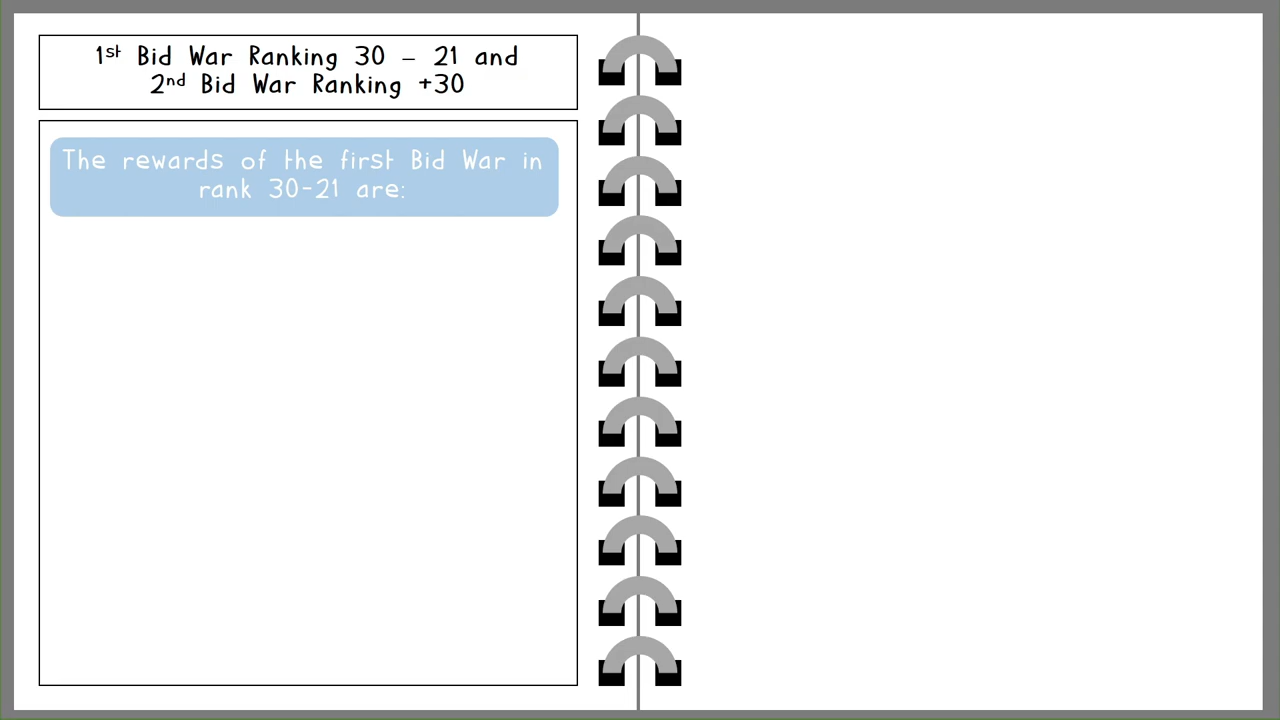 1st Bid War Ranking 30 – 21 and
2nd Bid War Ranking +30
The rewards of the first Bid War in
rank 30-21 are: